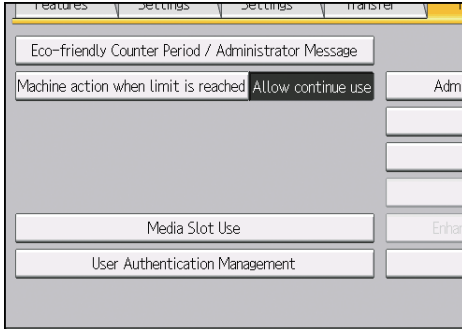 Features Settings Settings Transfer
Eco-friendly Counter Period / Administrator Message
Machine action when limit is reached Allow continue use
Media Slot Use
User Authentication Management